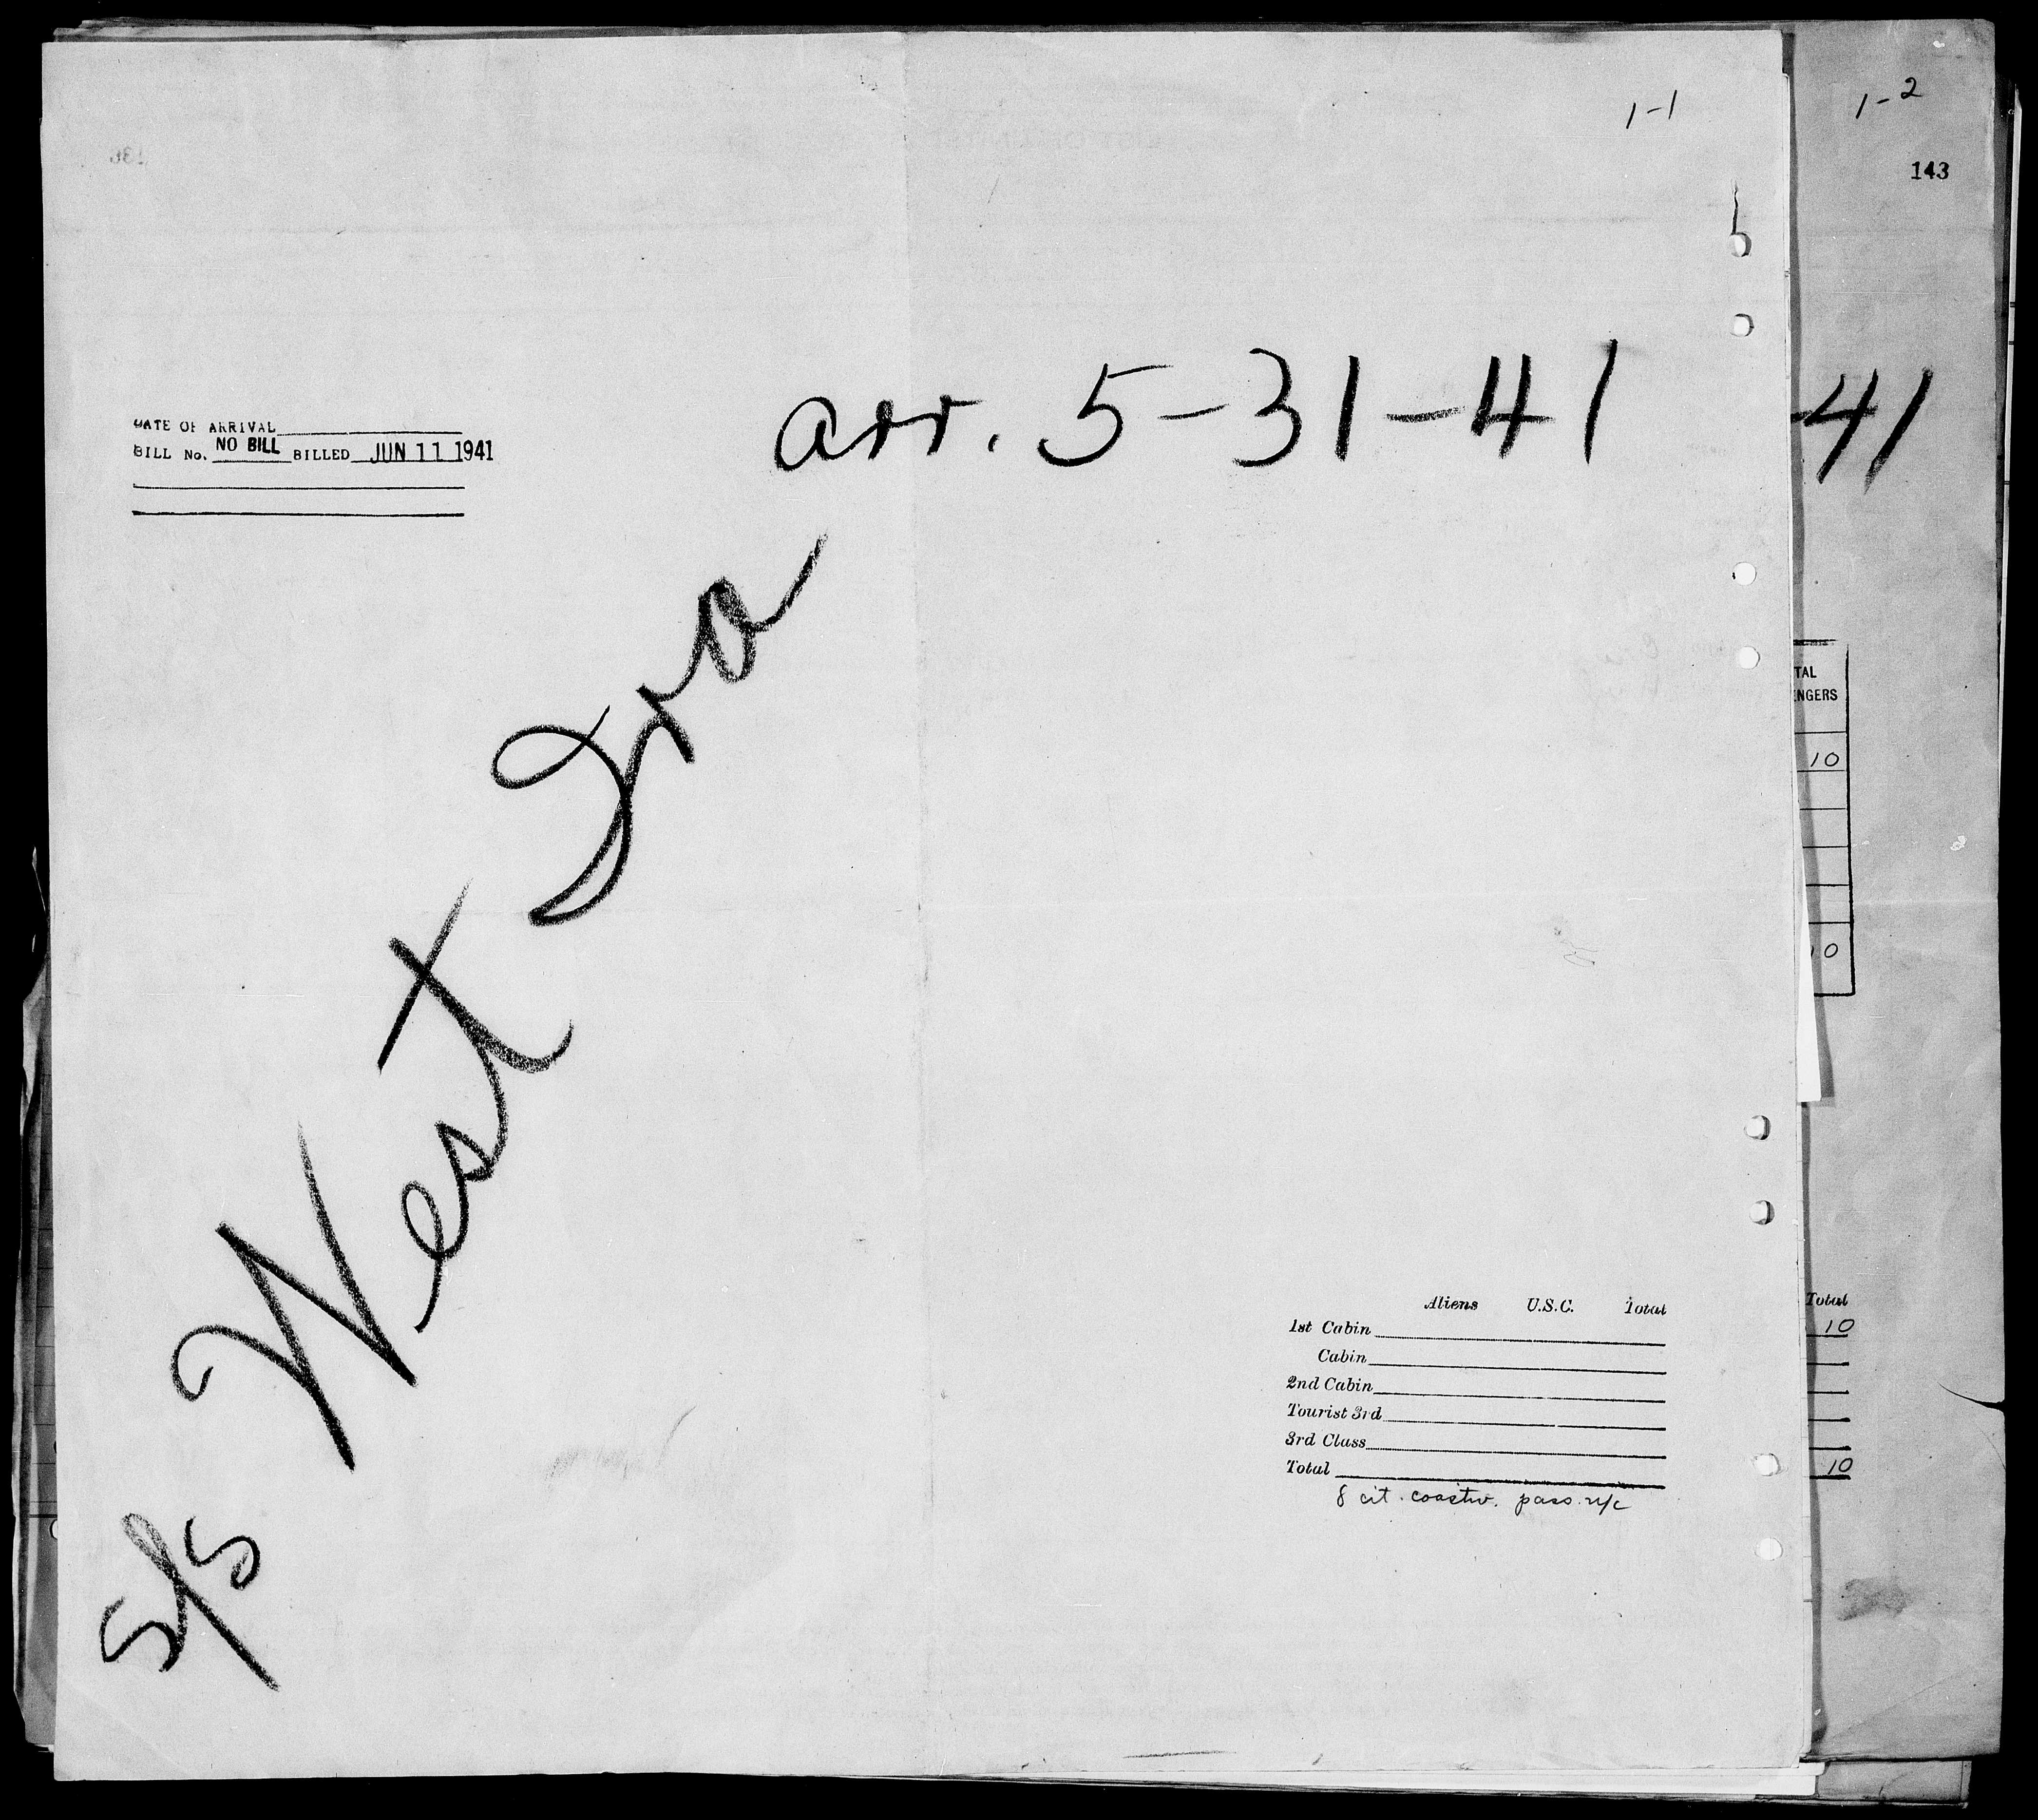 1-1
1-2
143
arr. 5-31-41
-41
DATE OF ARRIVAL
BILL No. NO BILL BILLED JUN 11 1941
S/S West Ira
TAL
ENGERS
10
10
Aliens U.S.C. Total
1st Cabin
Cabin
2nd Cabin
Tourist 3rd
3rd Class
Total
8 cit. coastw. pass. n/c
Total
10
10